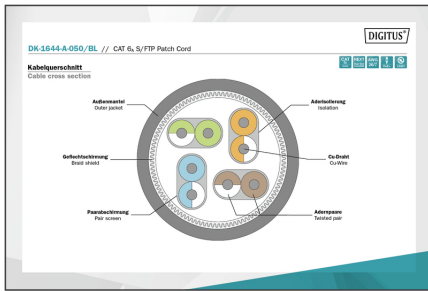 DIGITUS®
DK-1644-A-050/BL // CAT 6A S/FTP Patch Cord
Kabelquerschnitt
Cable cross section
Außenmantel
Outer jacket
Aderisolierung
Isolation
Geflechtschirmung
Braid shield
Cu-Draht
Cu-Wire
Paarabschirmung
Pair screen
Adernpaare
Twisted pair